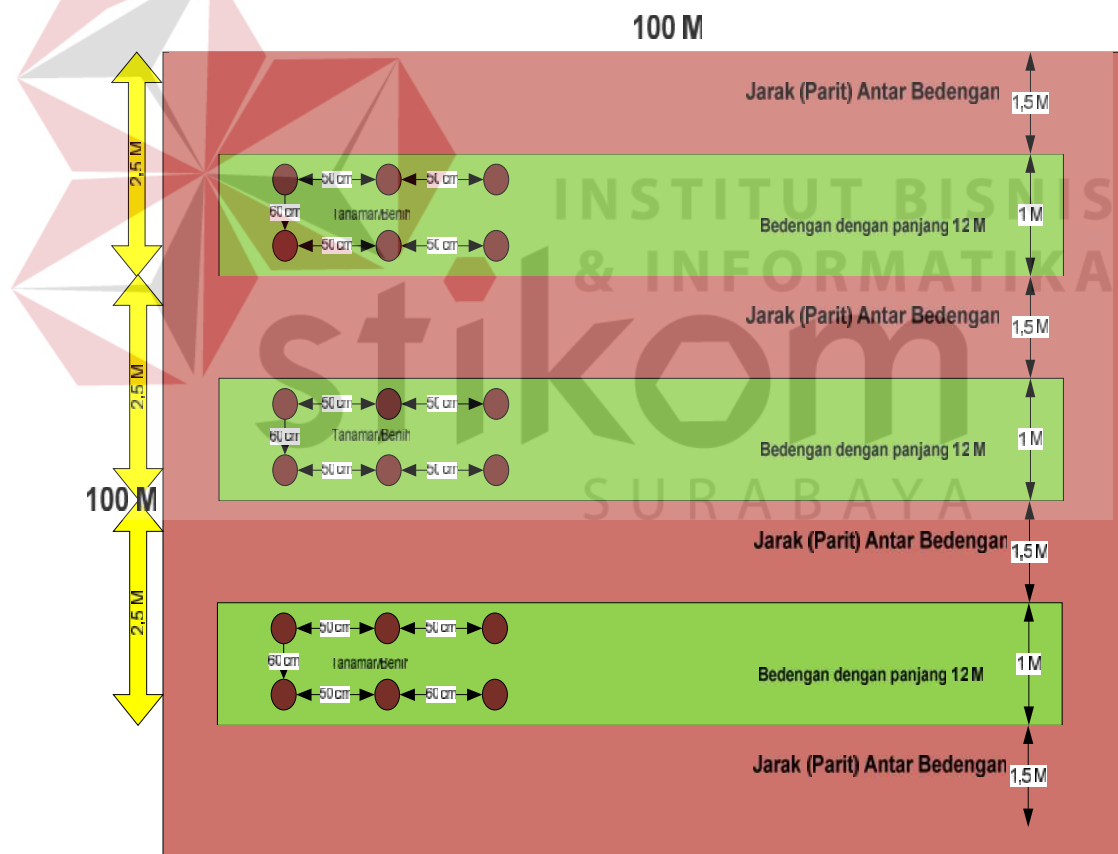 100 M
Jarak (Parit) Antar Bedengan
1,5 M
2,5 M
50 cm
50 cm
60 cm
Tanaman/Benih
50 cm
50 cm
Bedengan dengan panjang 12 M
1 M
INSTITUT BISNIS
& INFORMATIKA
stikom
SURABAYA
Jarak (Parit) Antar Bedengan
1,5 M
2,5 M
50 cm
50 cm
60 cm
Tanaman/Benih
50 cm
50 cm
Bedengan dengan panjang 12 M
1 M
100 M
Jarak (Parit) Antar Bedengan
1,5 M
2,5 M
50 cm
50 cm
60 cm
Tanaman/Benih
50 cm
60 cm
Bedengan dengan panjang 12 M
1 M
Jarak (Parit) Antar Bedengan
1,5 M